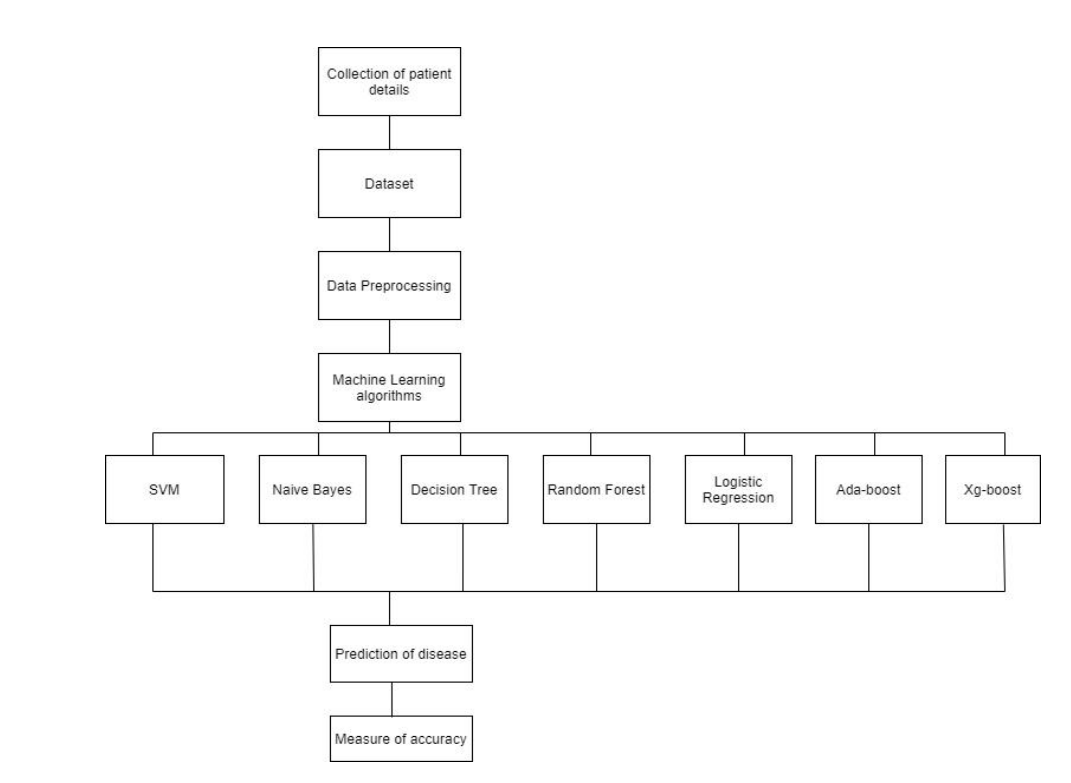 Collection of patient
details
Dataset
Data Preprocessing
Machine Learning
algorithms
SVM
Naive Bayes
Decision Tree
Random Forest
Logistic
Regression
Ada-boost
Xg-boost
Prediction of disease
Measure of accuracy